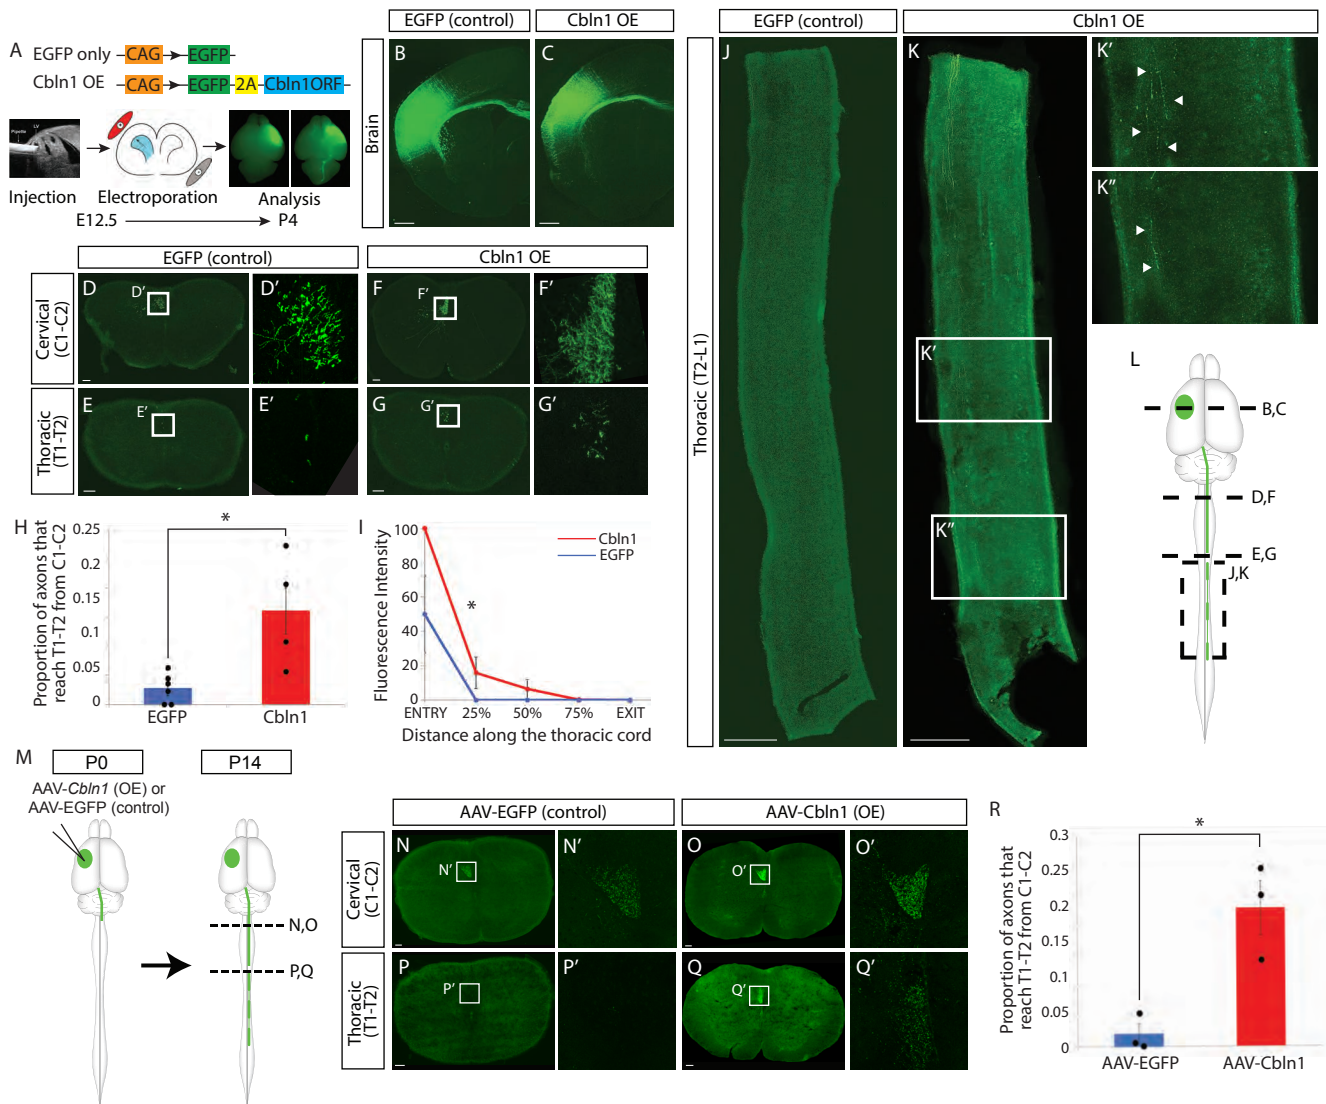 A
EGFP only CAG EGFP
Cbln1 OE CAG EGFP 2A Cbln1ORF
Pipette LV
Injection Electroporation Analysis
E12.5 P4
EGFP (control) Cbln1 OE
Brain
B C
EGFP (control) Cbln1 OE
Cervical
(C1-C2)
Thoracic
(T1-T2)
D D' D' F F' F'
E E' E' G G' G'
H
Proportion of axons that
reach T1-T2 from C1-C2
0.25
0.2
0.15
0.1
0.05
0
*
EGFP Cbln1
I
Fluorescence Intensity
100
80
60
40
20
0
*
Cbln1
EGFP
ENTRY 25% 50% 75% EXIT
Distance along the thoracic cord
EGFP (control) Cbln1 OE
Thoracic (T2-L1)
J K K'
K"
K'
K"
L
B,C
D,F
E,G
J,K
M
P0 P14
AAV-Cbln1 (OE) or
AAV-EGFP (control)
N,O
P,Q
AAV-EGFP (control) AAV-Cbln1 (OE)
Cervical
(C1-C2)
Thoracic
(T1-T2)
N N' N' O O' O'
P P' P' Q Q' Q'
R
Proportion of axons that
reach T1-T2 from C1-C2
0.3
0.25
0.2
0.15
0.1
0.05
0
*
AAV-EGFP AAV-Cbln1